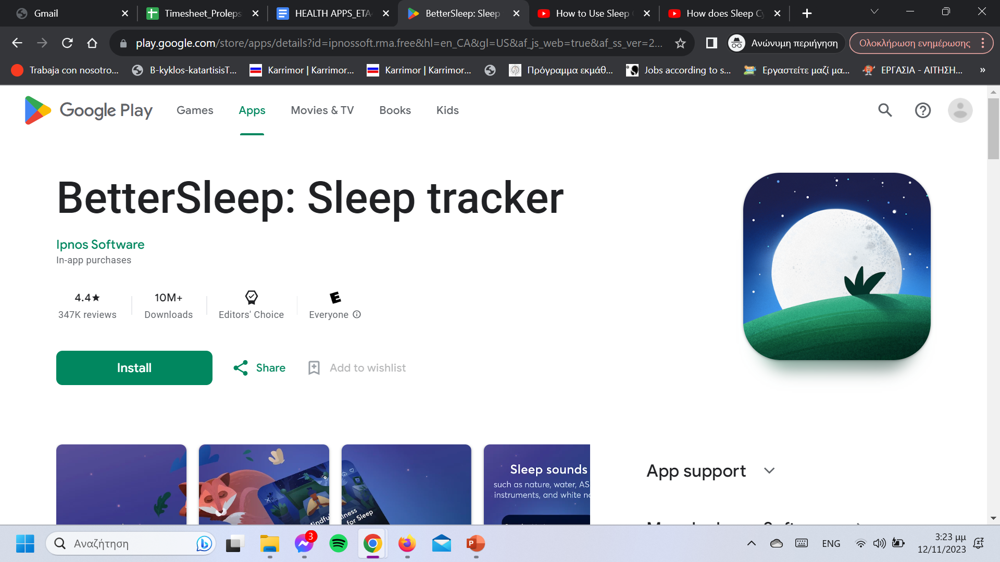 Gmail
Timesheet_Proleps
HEALTH APPS_ETA
BetterSleep: Sleep
How to Use Sleep
How does Sleep Cy
play.google.com/store/apps/details?id=ipnossoft.rma.free&hl=en_CA&gl=US&af_js_web=true&af_ss_ver=2...
Ανώνυμη περιήγηση
Ολοκλήρωση ενημέρωσης
Trabaja con nosotro...
B-kyklos-katartisisT...
Karrimor | Karrimor...
Karrimor | Karrimor...
Πρόγραμμα εκμάθ...
Jobs according to s...
Εργαστείτε μαζί μα...
ΕΡΓΑΣΙΑ - ΑΙΤΗΣΗ...
»
Google Play
Games
Apps
Movies & TV
Books
Kids
BetterSleep: Sleep tracker
Ipnos Software
In-app purchases
4.4★
347K reviews
10M+
Downloads
Editors' Choice
E
Everyone
Install
Share
Add to wishlist
Sleep sounds
such as nature, water, AS
instruments, and white no
for Sleep
App support
Αναζήτηση
3
ENG
3:23 μμ
12/11/2023